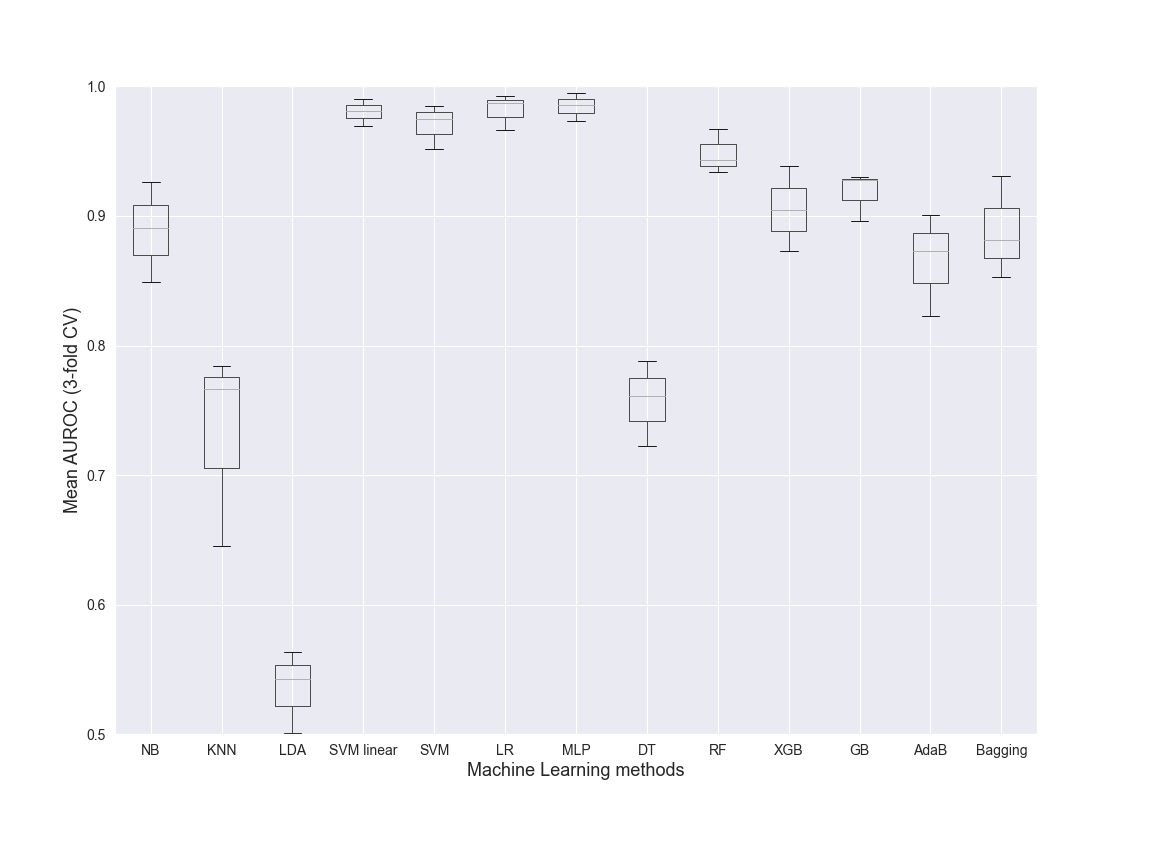 1.0
0.9
0.8
0.7
0.6
0.5
Mean AUROC (3-fold CV)
NB KNN LDA SVM linear SVM LR MLP DT RF XGB GB AdaB Bagging
Machine Learning methods